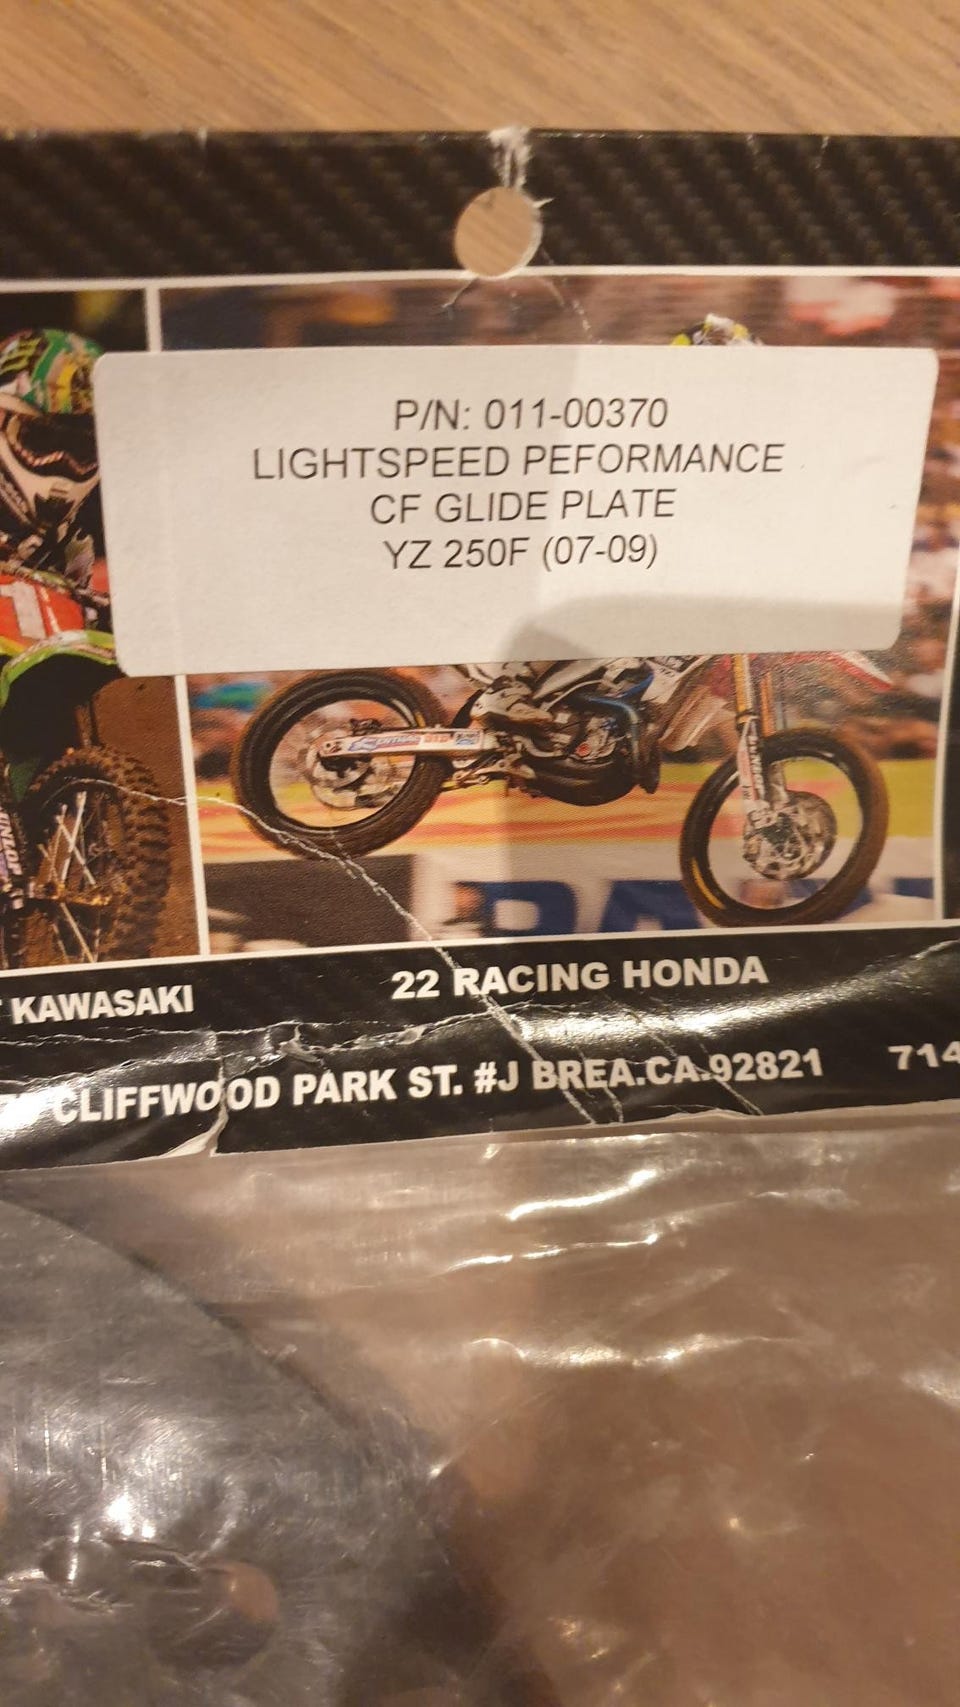 P/N: 011-00370
LIGHTSPEED PEFORMANCE
CF GLIDE PLATE
YZ 250F (07-09)
KAWASAKI
22 RACING HONDA
CLIFFWOOD PARK ST. #J BREA.CA.92821
714